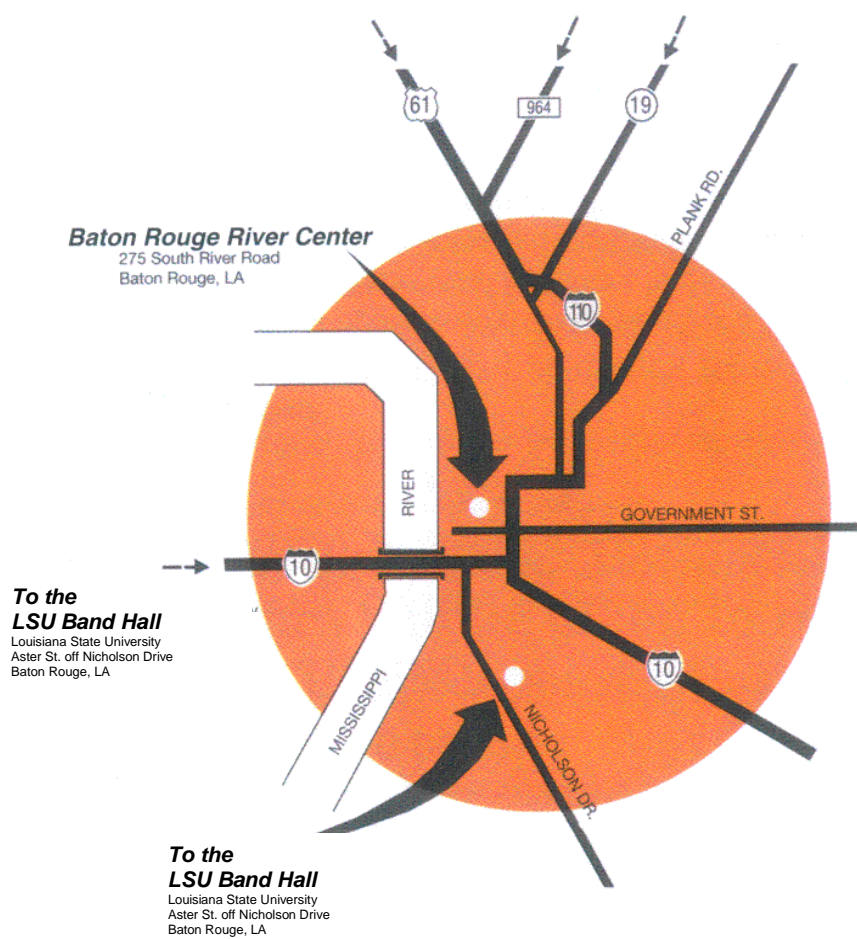 61
964
19
PLANK RD.
Baton Rouge River Center
275 South River Road
Baton Rouge, LA
110
RIVER
GOVERNMENT ST.
10
To the
LSU Band Hall
Louisiana State University
Aster St. off Nicholson Drive
Baton Rouge, LA
10
MISSISSIPPI
NICHOLSON DR.
To the
LSU Band Hall
Louisiana State University
Aster St. off Nicholson Drive
Baton Rouge, LA